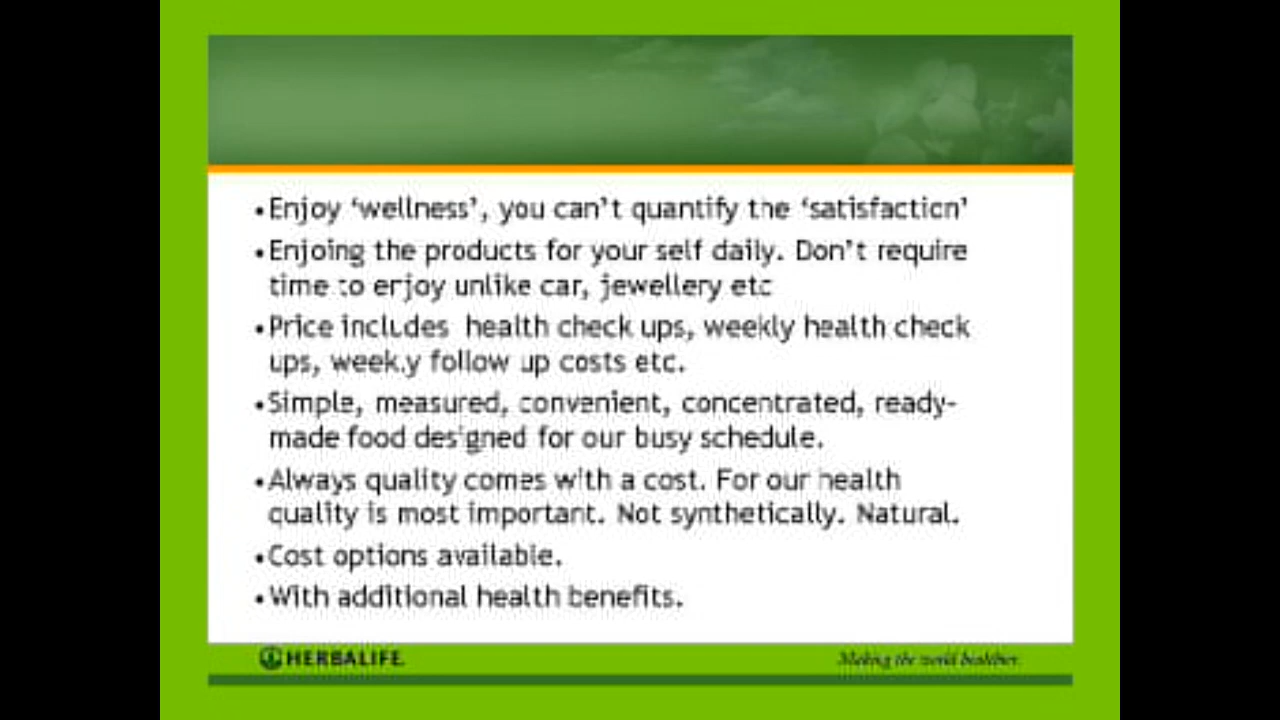 •Enjoy ‘wellness’, you can’t quantify the ‘satisfaction’
•Enjoing the products for your self daily. Don’t require
time to enjoy unlike car, jewellery etc
•Price includes health check ups, weekly health check
ups, weekly follow up costs etc.
•Simple, measured, convenient, concentrated, ready-
made food designed for our busy schedule.
•Always quality comes with a cost. For our health
quality is most important. Not synthetically. Natural.
•Cost options available.
•With additional health benefits.
HERBALIFE
Making the world healthier.